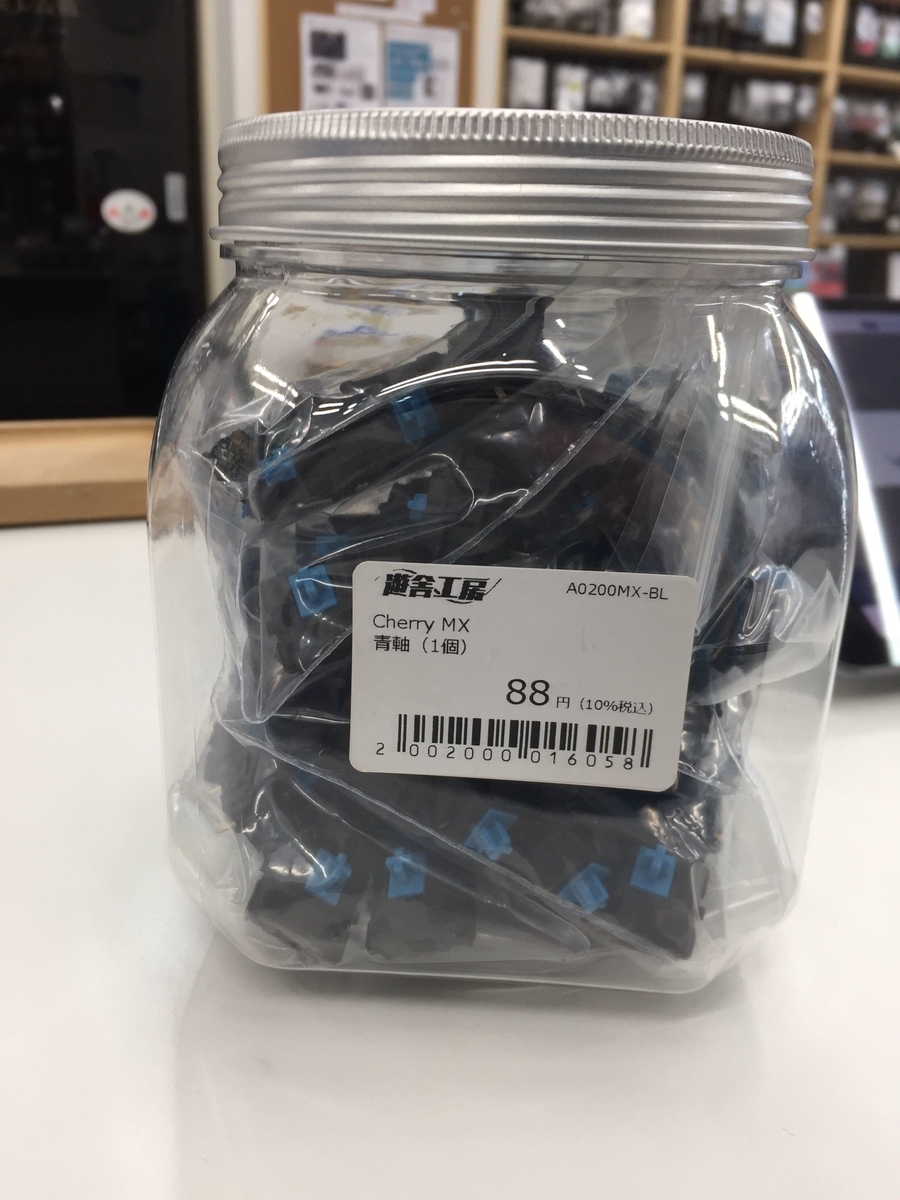 遊舎工房
A0200MX-BL
Cherry MX
青軸（1個）
88円（10%税込）
2 002000 016058